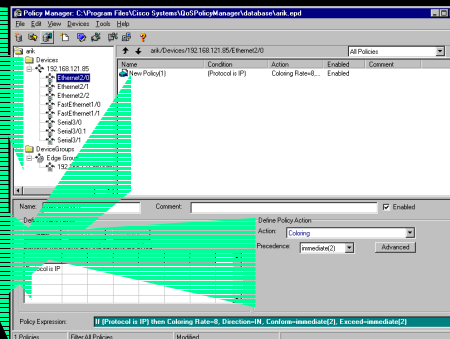 Policy Manager: C:\Program Files\Cisco Systems\QoSPolicyManager\database\arik.epd
File Edit View Devices Tools Help
arik
Devices
192.168.121.85
Ethernet2/0
Ethernet2/1
Ethernet2/2
FastEthernet1/0
FastEthernet1/1
Serial3/0
Serial3/0.1
Serial3/1
DeviceGroups
Edge Group
arik/Devices/192.168.121.85/Ethernet2/0
All Policies
Name Condition Action Enabled Comment
New Policy(1) (Protocol is IP) Coloring Rate=8,... Enabled
Name: Comment: Enabled
Define Policy Action
Action: Coloring
Precedence: immediate(2) Advanced
Protocol is IP
Policy Expression: If (Protocol is IP) then Coloring Rate=8, Direction=IN, Conform=immediate(2), Exceed=immediate(2)
1 Policies Filter:All Policies Modified